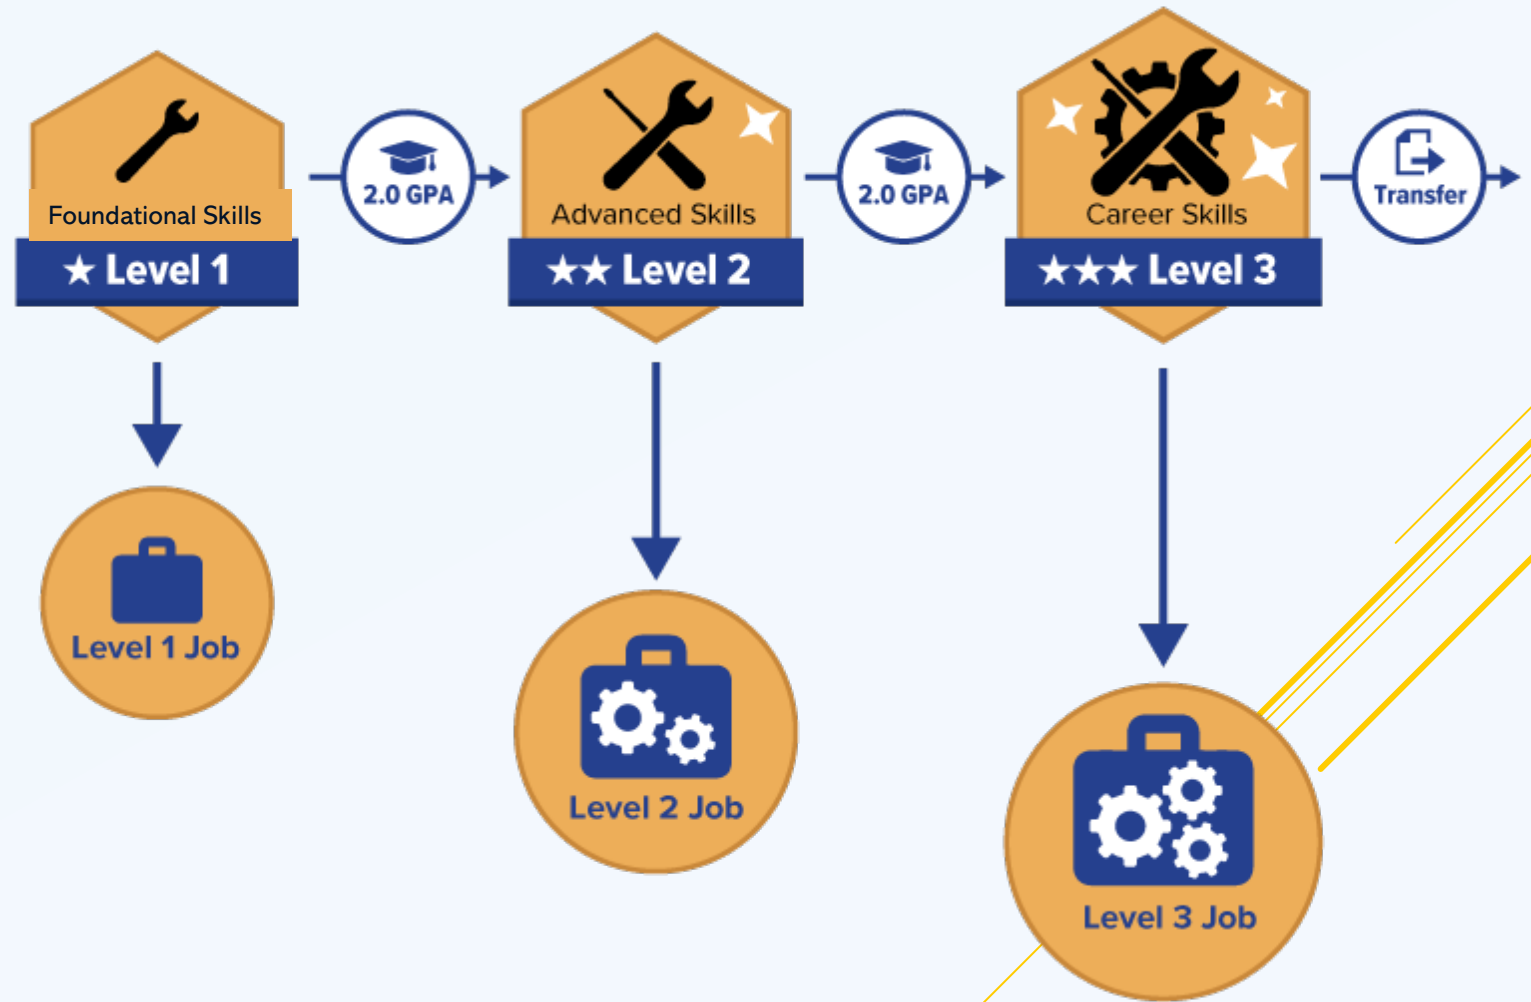 Foundational Skills
★ Level 1
2.0 GPA
Advanced Skills
★★ Level 2
2.0 GPA
Career Skills
★★★ Level 3
Transfer
Level 1 Job
Level 2 Job
Level 3 Job